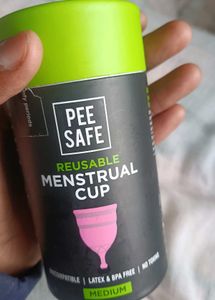 PEE
SAFE
REUSABLE
MENSTRUAL
CUP
MEDIUM
LATEX & BPA FREE